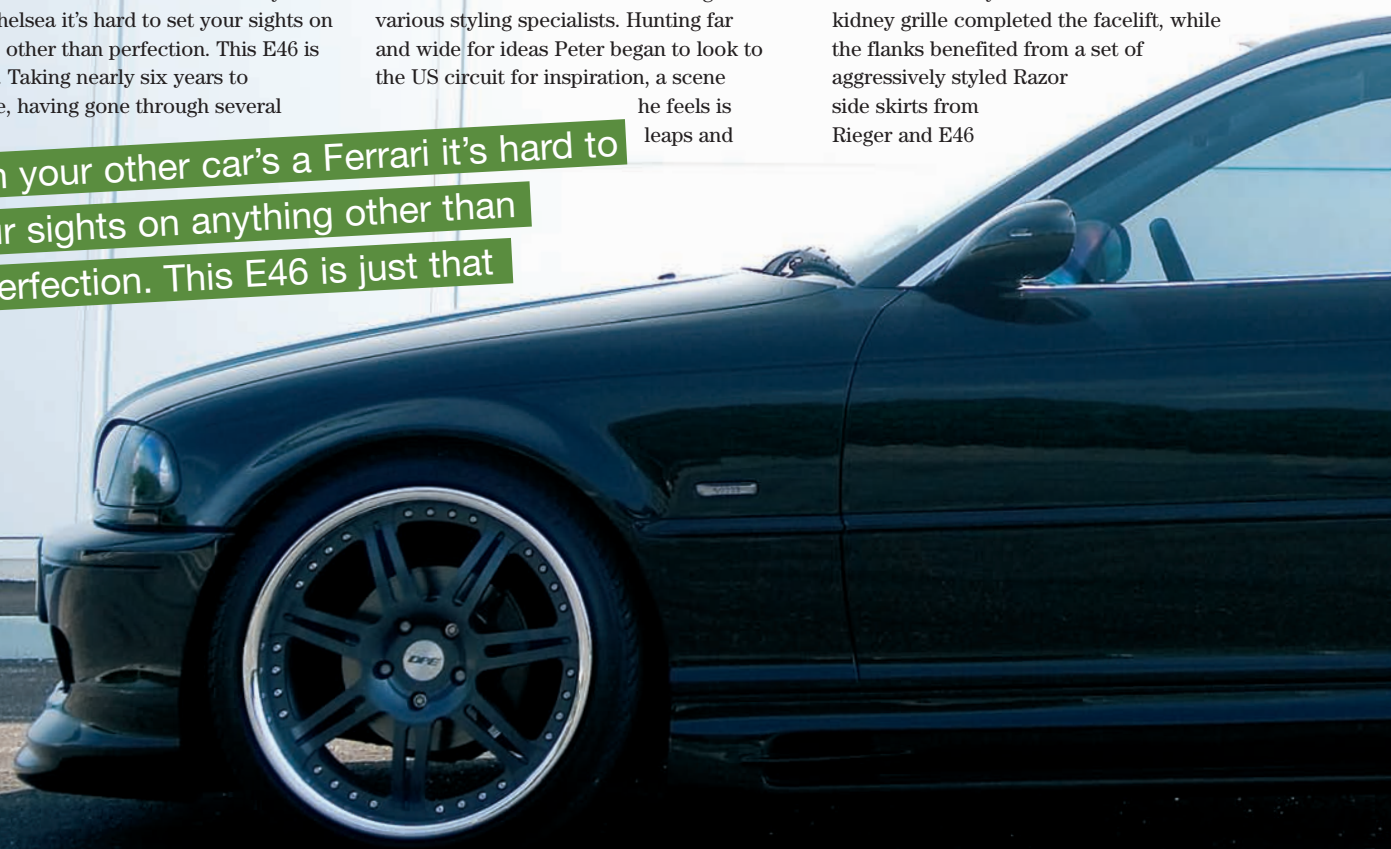 it's hard to set your sights on
other than perfection. This E46 is
Taking nearly six years to
having gone through several
various styling specialists. Hunting far
and wide for ideas Peter began to look to
the US circuit for inspiration, a scene
he feels is
leaps and
kidney grille completed the facelift, while
the flanks benefited from a set of
aggressively styled Razor
side skirts from
Rieger and E46
your other car's a Ferrari it's hard to
sights on anything other than
This E46 is just that